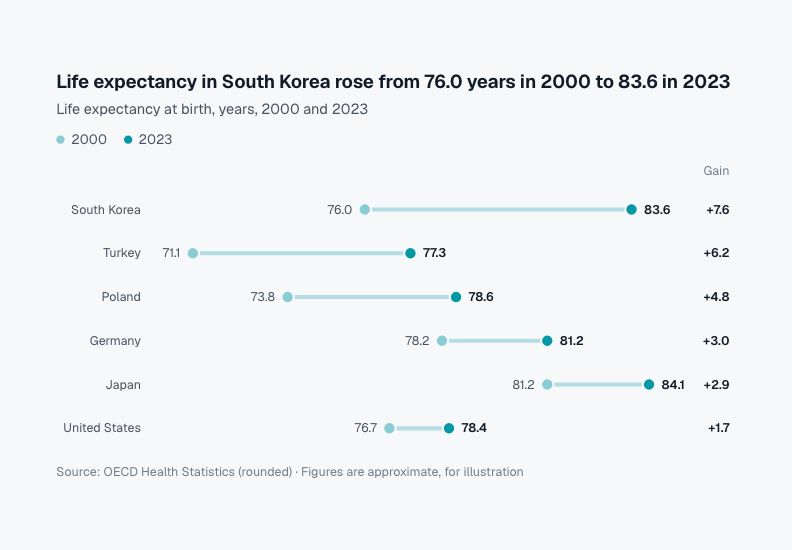 Life expectancy in South Korea rose from 76.0 years in 2000 to 83.6 in 2023
Life expectancy at birth, years, 2000 and 2023
2000 2023
Gain
South Korea 76.0 83.6 +7.6
Turkey 71.1 77.3 +6.2
Poland 73.8 78.6 +4.8
Germany 78.2 81.2 +3.0
Japan 81.2 84.1 +2.9
United States 76.7 78.4 +1.7
Source: OECD Health Statistics (rounded) · Figures are approximate, for illustration